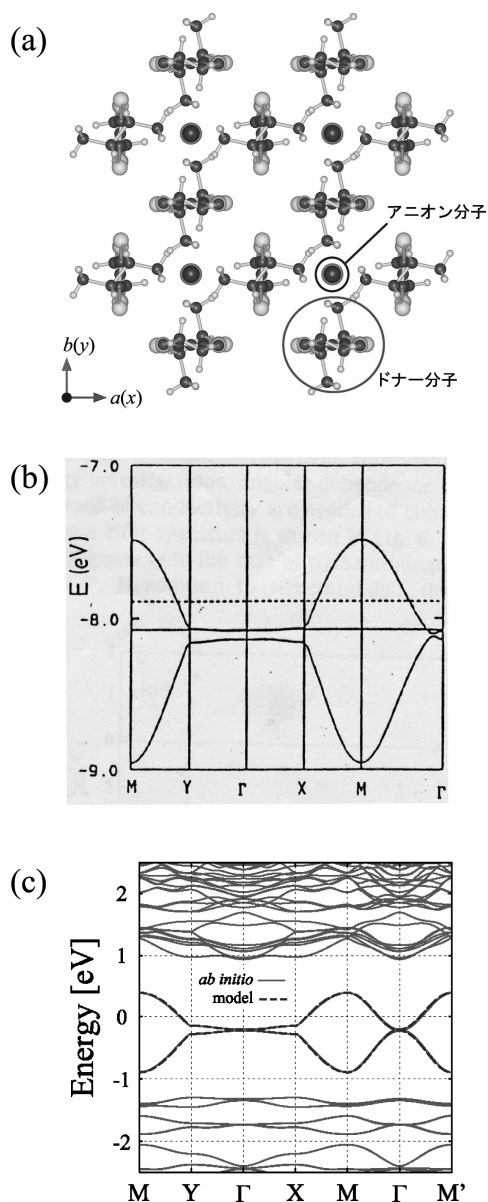 (a)
アニオン分子
ドナー分子
b(y)
a(x)
(b)
-7.0
E (eV)
-8.0
-9.0
M Y Γ X M Γ
(c)
2
1
0
-1
-2
Energy [eV]
ab initio
model
M Y Γ X M Γ M'